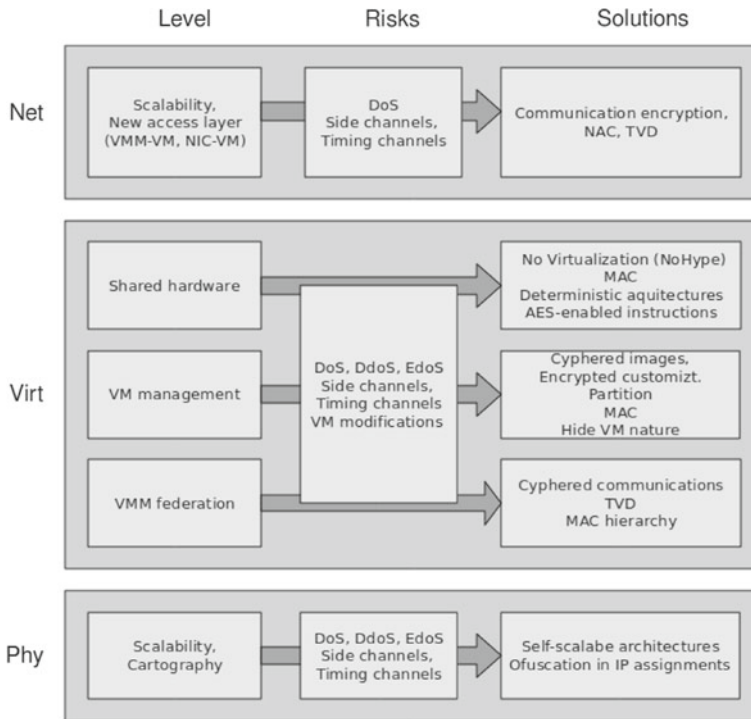 Level Risks Solutions
Net
Scalability,
New access layer
(VMM-VM, NIC-VM)
DoS
Side channels,
Timing channels
Communication encryption,
NAC, TVD
Virt
Shared hardware
VM management
VMM federation
DoS, DdoS, EdoS
Side channels,
Timing channels
VM modifications
No Virtualization (NoHype)
MAC
Deterministic aquitectures
AES-enabled instructions
Cyphered images,
Encrypted customizt.
Partition
MAC
Hide VM nature
Cyphered communications
TVD
MAC hierarchy
Phy
Scalability,
Cartography
DoS, DdoS, EdoS
Side channels,
Timing channels
Self-scalabe architectures
Ofuscation in IP assignments